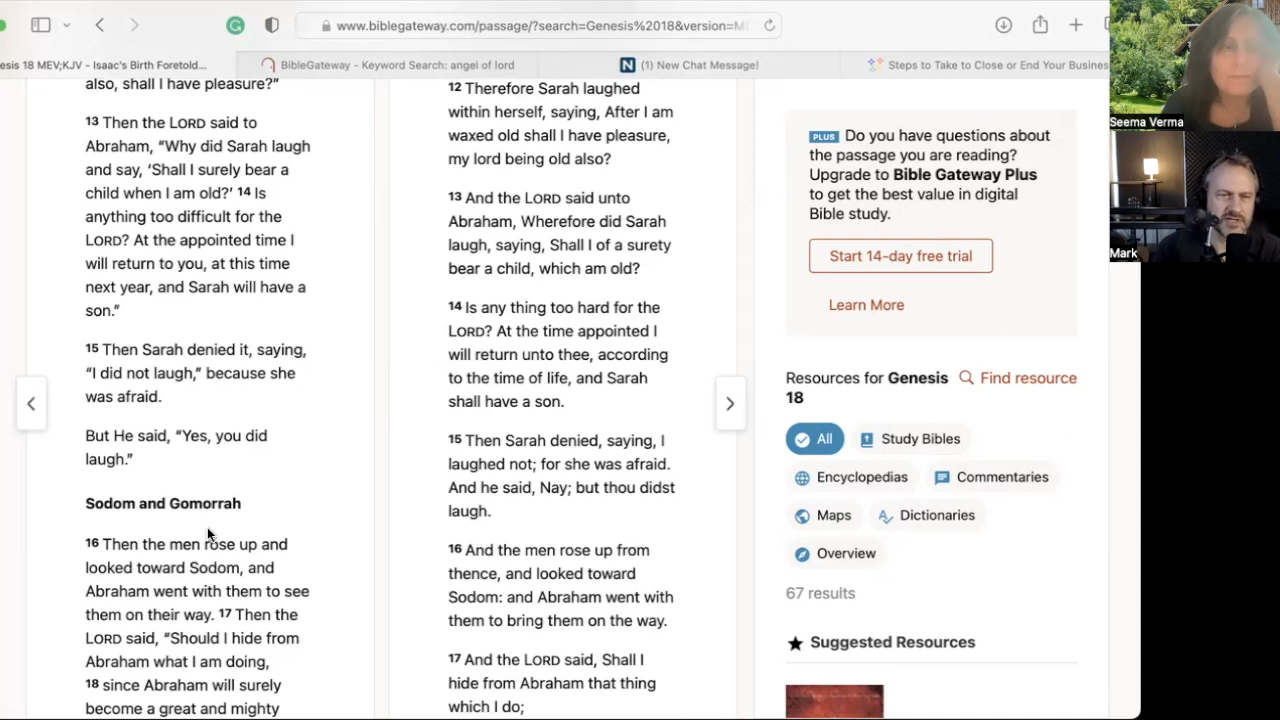 www.biblegateway.com/passage/?search=Genesis%2018&version=M
esis 18 MEV;KJV - Isaac's Birth Foretold...
BibleGateway - Keyword Search: angel of lord
N
(1) New Chat Message!
Steps to Take to Close or End Your Busines
also, shall I have pleasure?”
13 Then the LORD said to
Abraham, “Why did Sarah laugh
and say, ‘Shall I surely bear a
child when I am old?’ 14 Is
anything too difficult for the
LORD? At the appointed time I
will return to you, at this time
next year, and Sarah will have a
son.”
15 Then Sarah denied it, saying,
“I did not laugh,” because she
was afraid.
But He said, “Yes, you did
laugh.”
Sodom and Gomorrah
16 Then the men rose up and
looked toward Sodom, and
Abraham went with them to see
them on their way. 17 Then the
LORD said, “Should I hide from
Abraham what I am doing,
18 since Abraham will surely
become a great and mighty
12 Therefore Sarah laughed
within herself, saying, After I am
waxed old shall I have pleasure,
my lord being old also?
13 And the LORD said unto
Abraham, Wherefore did Sarah
laugh, saying, Shall I of a surety
bear a child, which am old?
14 Is any thing too hard for the
LORD? At the time appointed I
will return unto thee, according
to the time of life, and Sarah
shall have a son.
15 Then Sarah denied, saying, I
laughed not; for she was afraid.
And he said, Nay; but thou didst
laugh.
16 And the men rose up from
thence, and looked toward
Sodom: and Abraham went with
them to bring them on the way.
17 And the LORD said, Shall I
hide from Abraham that thing
which I do;
PLUS Do you have questions about
the passage you are reading?
Upgrade to Bible Gateway Plus
to get the best value in digital
Bible study.
Start 14-day free trial
Learn More
Resources for Genesis
18
Find resource
All
Study Bibles
Encyclopedias
Commentaries
Maps
Dictionaries
Overview
67 results
Suggested Resources
Seema Verma
Mark